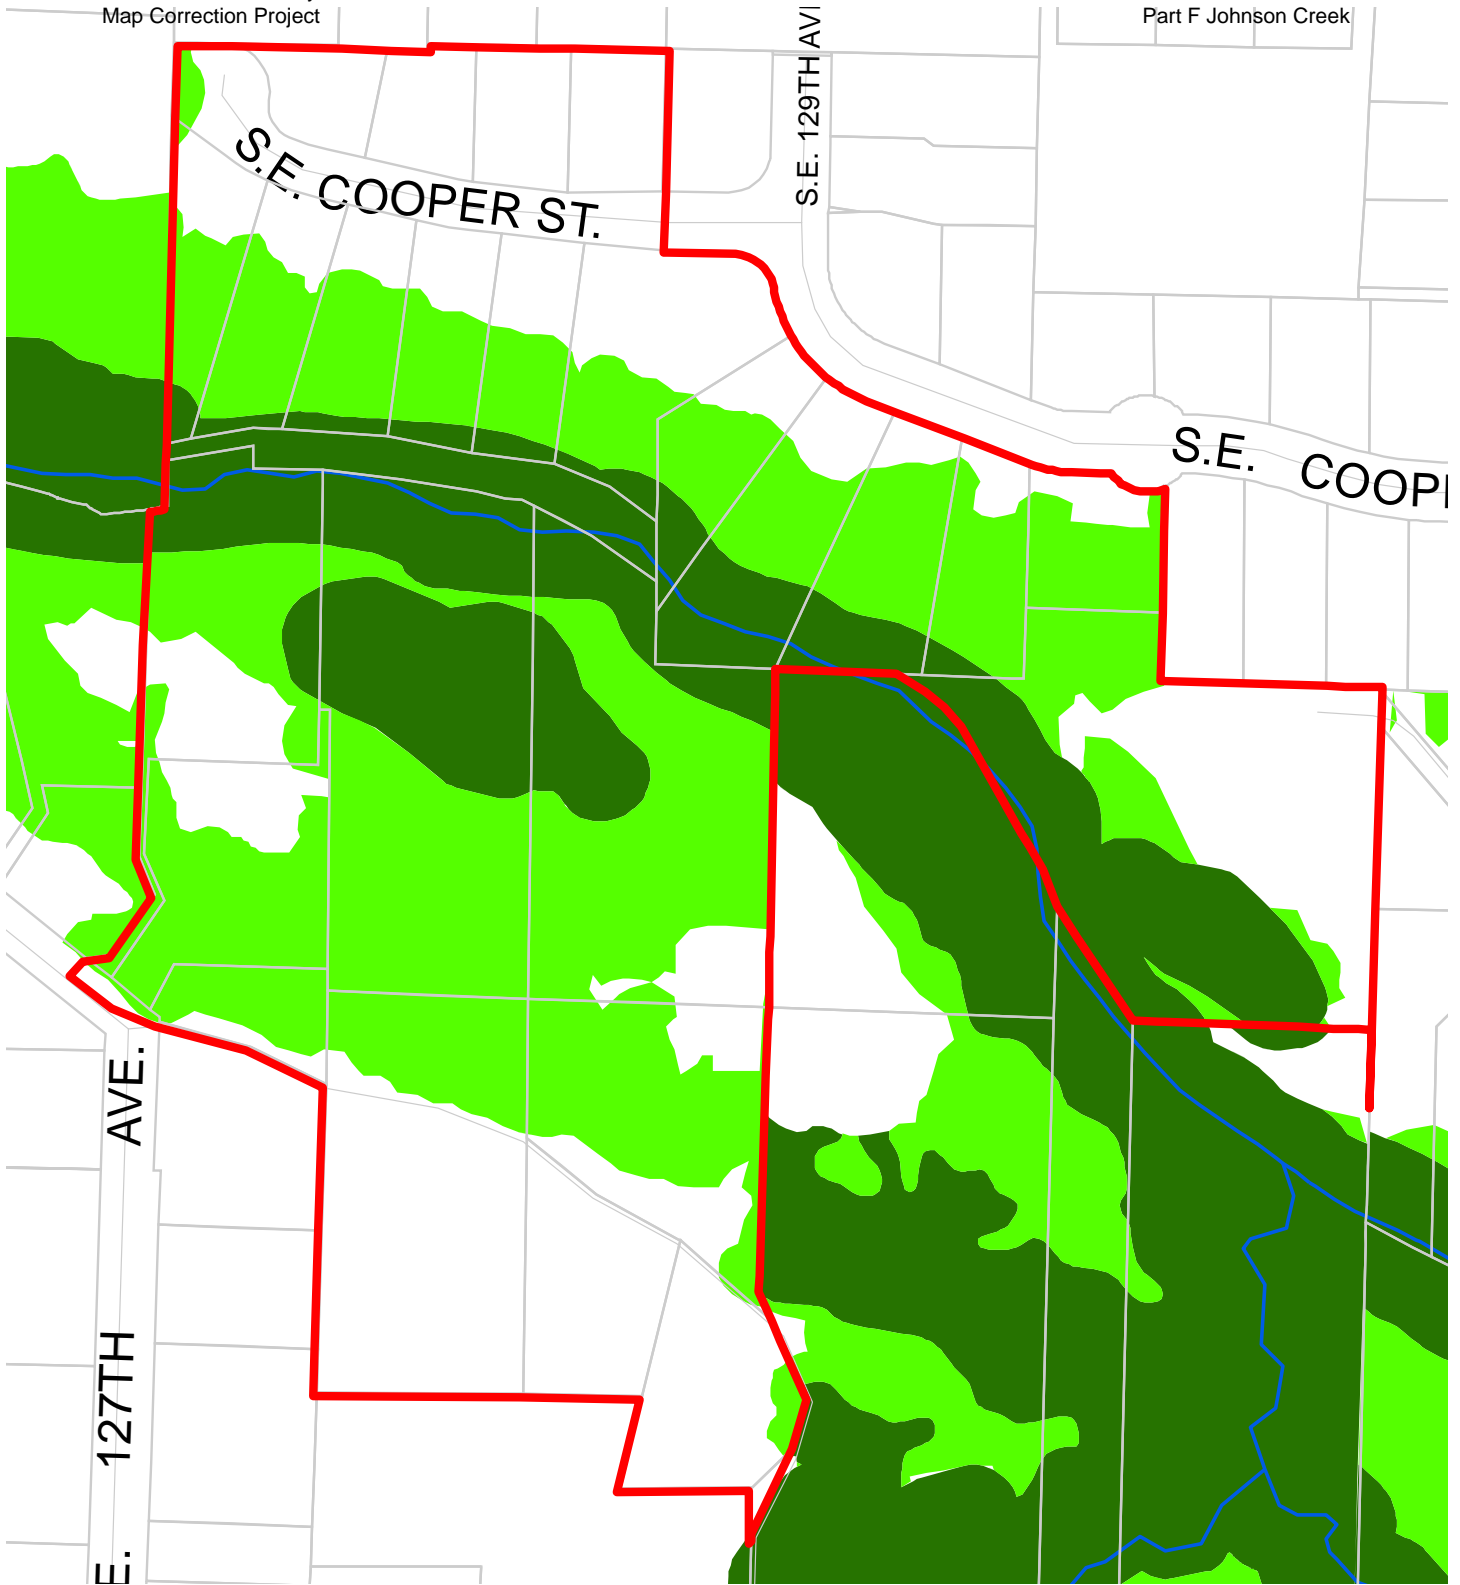 Map Correction Project
Part F Johnson Creek
S.E. 129TH AV
S.E. COOPER ST.
S.E. COOP
AVE.
127TH
E.